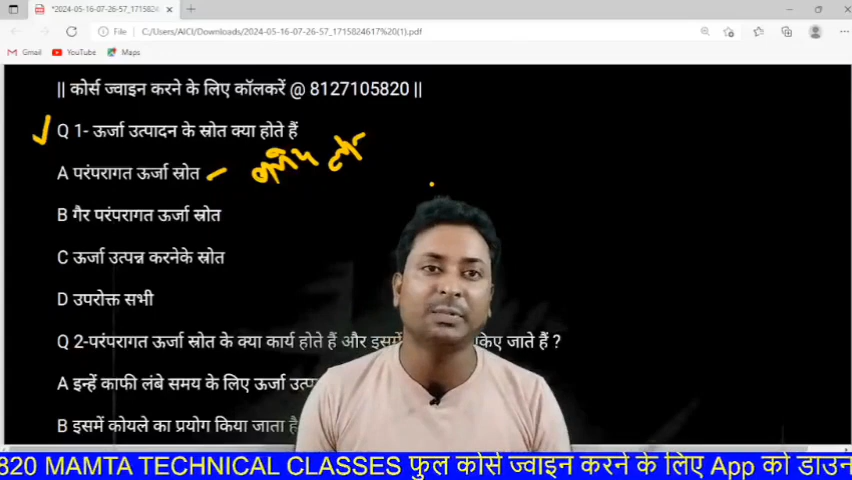 *2024-05-16-07-26-57_171582
File
C:/Users/AICI/Downloads/2024-05-16-07-26-57_1715824617%20(1).pdf
Gmail YouTube Maps
|| कोर्स ज्वाइन करने के लिए कॉलकरें @ 8127105820 ||
Q 1- ऊर्जा उत्पादन के स्रोत क्या होते हैं
A परंपरागत ऊर्जा स्रोत
B गैर परंपरागत ऊर्जा स्रोत
C ऊर्जा उत्पन्न करनेके स्रोत
D उपरोक्त सभी
Q 2-परंपरागत ऊर्जा स्रोत के क्या कार्य होते हैं और इसमें किए जाते हैं ?
A इन्हें काफी लंबे समय के लिए ऊर्जा
B इसमें कोयले का प्रयोग किया जाता है
820 MAMTA TECHNICAL CLASSES फुल कोर्स ज्वाइन करने के लिए App को डाउन